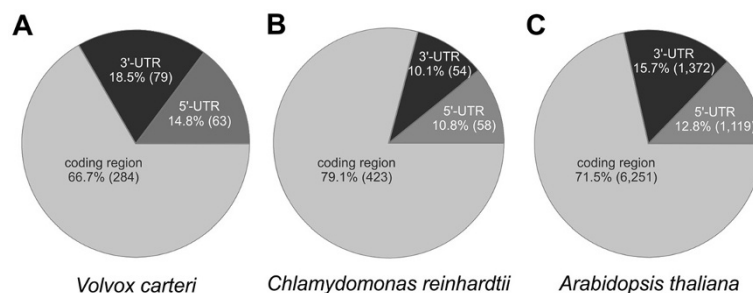 A
3'-UTR
18.5% (79)
5'-UTR
14.8% (63)
coding region
66.7% (284)
Volvox carteri
B
3'-UTR
10.1% (54)
5'-UTR
10.8% (58)
coding region
79.1% (423)
Chlamydomonas reinhardtii
C
3'-UTR
15.7% (1,372)
5'-UTR
12.8% (1,119)
coding region
71.5% (6,251)
Arabidopsis thaliana